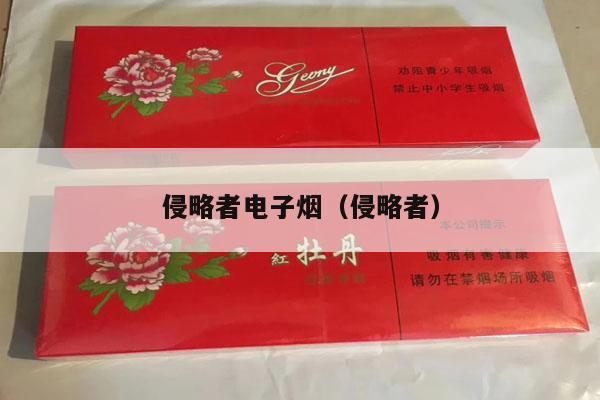 Geony
劝阻青少年吸烟
禁止中小学生吸烟
侵略者电子烟（侵略者）
本公司提示
紅 牡丹
吸烟有害健康
请勿在禁烟场所吸烟